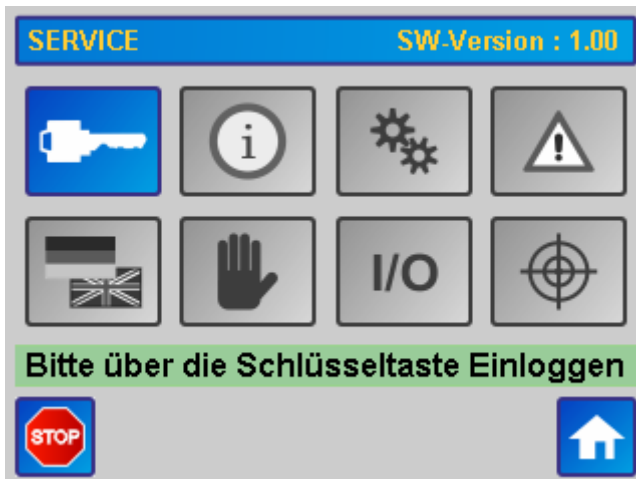 SERVICE SW-Version : 1.00
i
I/O
Bitte über die Schlüsseltaste Einloggen
STOP